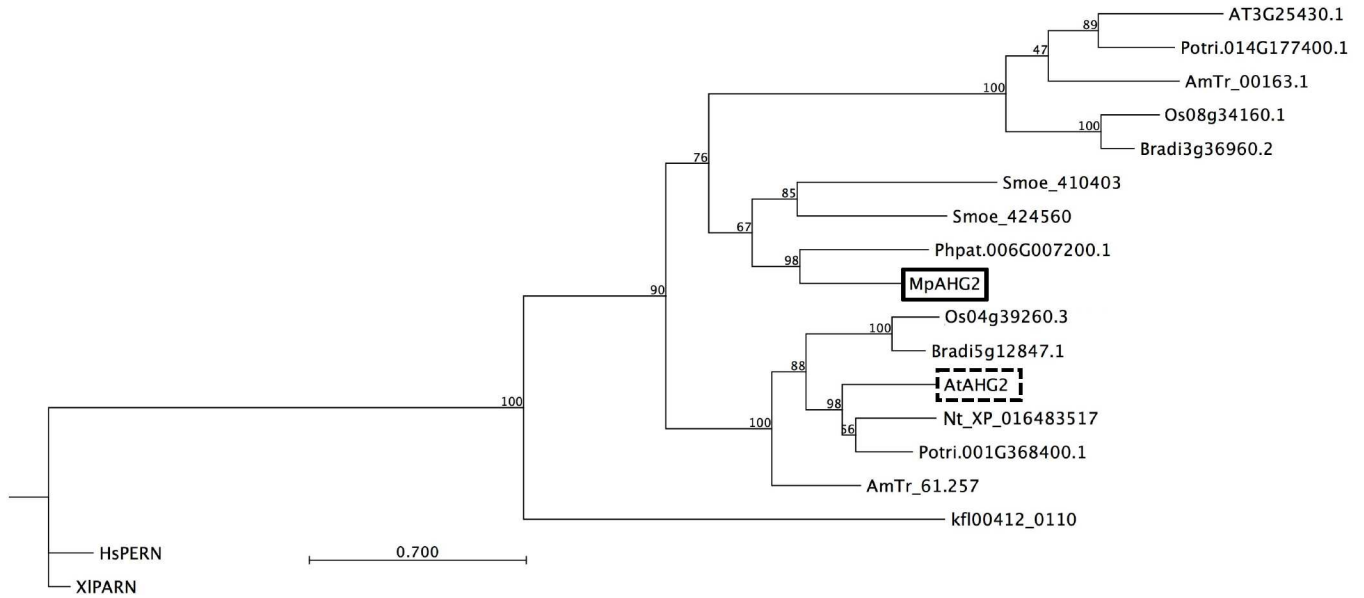 AT3G25430.1
89
Potri.014G177400.1
47
AmTr_00163.1
100
Os08g34160.1
100
Bradi3g36960.2
76
Smoe_410403
85
Smoe_424560
67
Phpat.006G007200.1
98
MpAHG2
90
Os04g39260.3
100
Bradi5g12847.1
88
AtAHG2
98
100
Nt_XP_016483517
56
Potri.001G368400.1
AmTr_61.257
100
kfl00412_0110
HsPERN
0.700
XlPARN